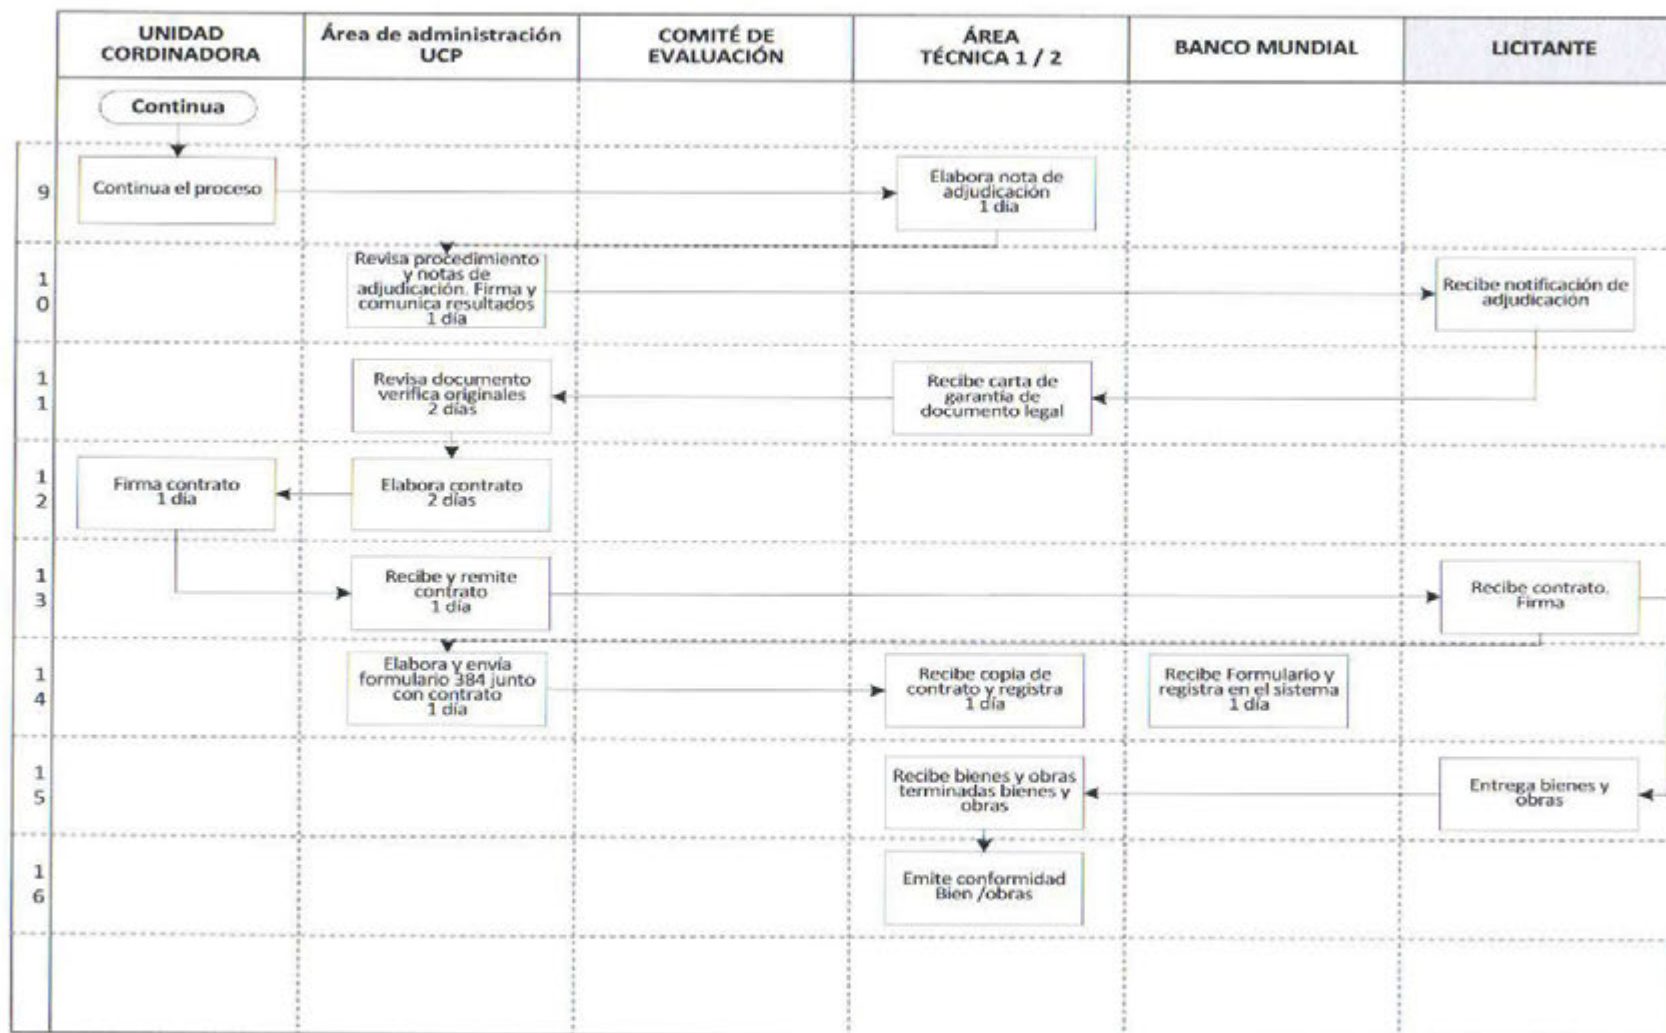 UNIDAD
CORDINADORA
Área de administración
UCP
COMITÉ DE
EVALUACIÓN
ÁREA
TÉCNICA 1 / 2
BANCO MUNDIAL
LICITANTE
Continua
9
Continua el proceso
Elabora nota de
adjudicación
1 día
1
0
Revisa procedimiento
y notas de
adjudicación. Firma y
comunica resultados
1 día
Recibe notificación de
adjudicación
1
1
Revisa documento
verifica originales
2 días
Recibe carta de
garantía de
documento legal
1
2
Firma contrato
1 día
Elabora contrato
2 días
1
3
Recibe y remite
contrato
1 día
Recibe contrato.
Firma
1
4
Elabora y envía
formulario 384 junto
con contrato
1 día
Recibe copia de
contrato y registra
1 día
Recibe Formulario y
registra en el sistema
1 día
1
5
Recibe bienes y obras
terminadas bienes y
obras
Entrega bienes y
obras
1
6
Emite conformidad
Bien /obras